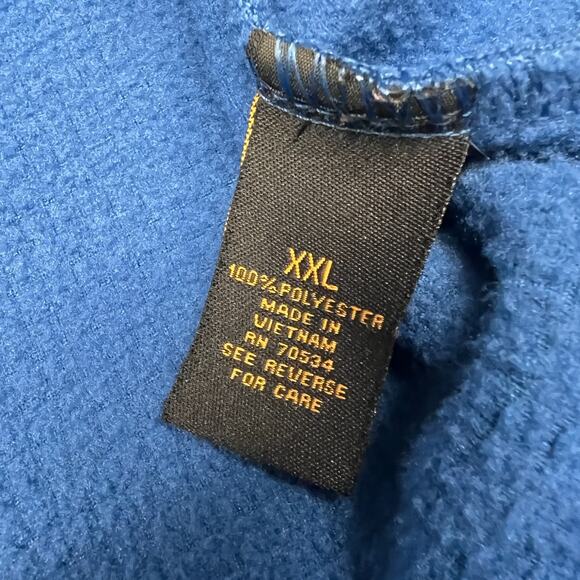 XXL
100%POLYESTER
MADE IN
VIETNAM
RN 70534
SEE REVERSE
FOR CARE